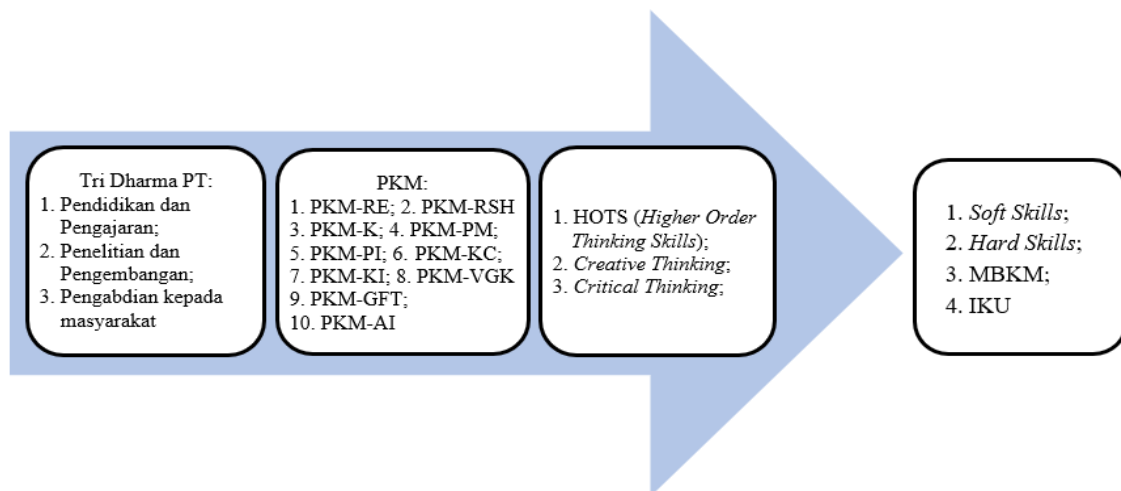 Tri Dharma PT:
1. Pendidikan dan
Pengajaran;
2. Penelitian dan
Pengembangan;
3. Pengabdian kepada
masyarakat
PKM:
1. PKM-RE; 2. PKM-RSH
3. PKM-K; 4. PKM-PM;
5. PKM-PI; 6. PKM-KC;
7. PKM-KI; 8. PKM-VGK
9. PKM-GFT;
10. PKM-AI
1. HOTS (Higher Order
Thinking Skills);
2. Creative Thinking;
3. Critical Thinking;
1. Soft Skills;
2. Hard Skills;
3. MBKM;
4. IKU